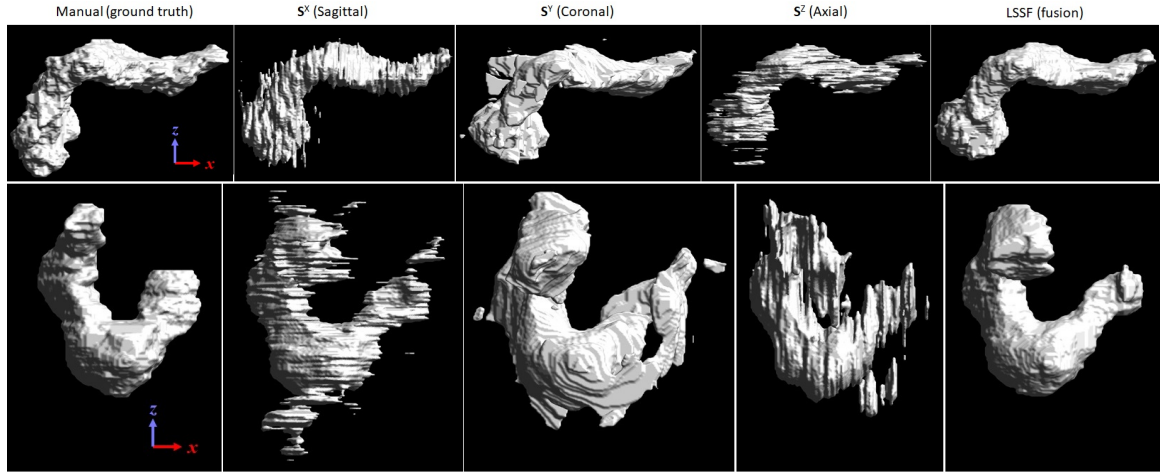 Manual (ground truth)
S^X (Sagittal)
S^Y (Coronal)
S^Z (Axial)
LSSF (fusion)
z
x
z
x